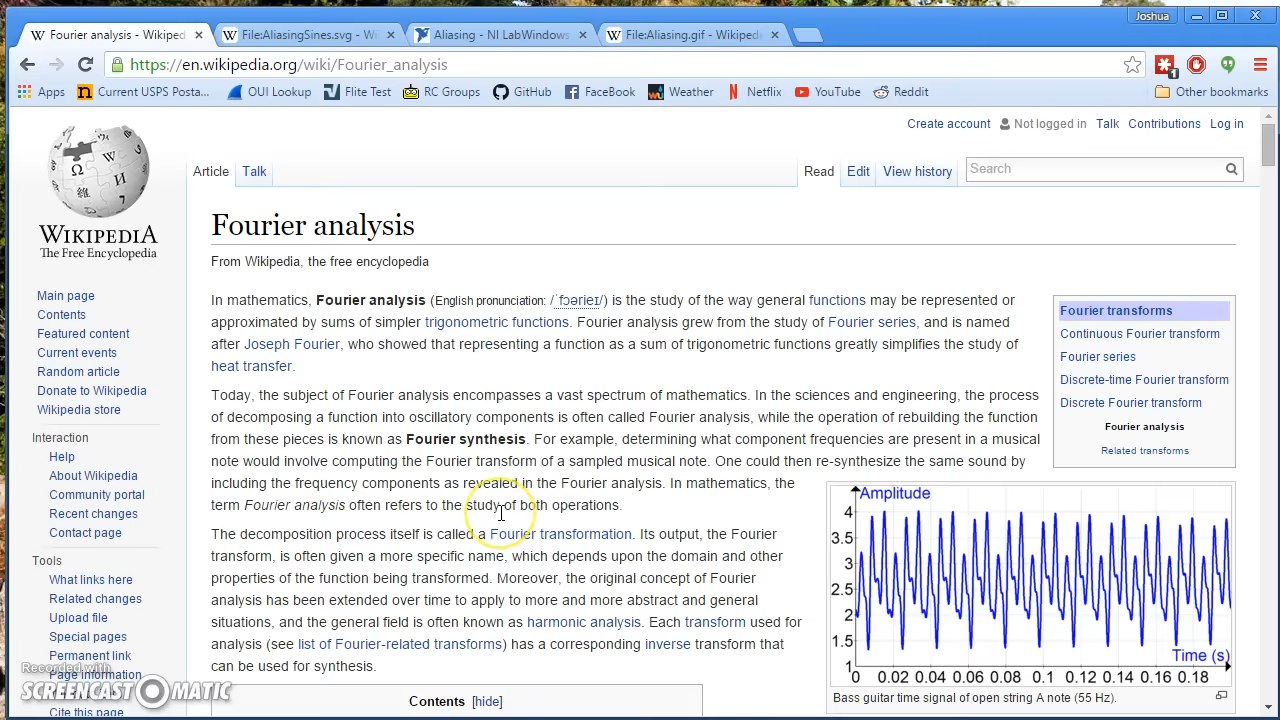 Joshua
Fourier analysis - Wikiped
File:AliasingSines.svg - Wi
Aliasing - NI LabWindows
File:Aliasing.gif - Wikiped
https://en.wikipedia.org/wiki/Fourier_analysis
1
Apps
Current USPS Posta...
OUI Lookup
Flite Test
RC Groups
GitHub
FaceBook
Weather
Netflix
YouTube
Reddit
Other bookmarks
Create account
Not logged in
Talk
Contributions
Log in
WIKIPEDIA
The Free Encyclopedia
Article
Talk
Read
Edit
View history
Search
Fourier analysis
From Wikipedia, the free encyclopedia
In mathematics, Fourier analysis (English pronunciation: /ˈfɔərieɪ/) is the study of the way general functions may be represented or
approximated by sums of simpler trigonometric functions. Fourier analysis grew from the study of Fourier series, and is named
after Joseph Fourier, who showed that representing a function as a sum of trigonometric functions greatly simplifies the study of
heat transfer.
Today, the subject of Fourier analysis encompasses a vast spectrum of mathematics. In the sciences and engineering, the process
of decomposing a function into oscillatory components is often called Fourier analysis, while the operation of rebuilding the function
from these pieces is known as Fourier synthesis. For example, determining what component frequencies are present in a musical
note would involve computing the Fourier transform of a sampled musical note. One could then re-synthesize the same sound by
including the frequency components as revealed in the Fourier analysis. In mathematics, the
term Fourier analysis often refers to the study of both operations.
The decomposition process itself is called a Fourier transformation. Its output, the Fourier
transform, is often given a more specific name, which depends upon the domain and other
properties of the function being transformed. Moreover, the original concept of Fourier
analysis has been extended over time to apply to more and more abstract and general
situations, and the general field is often known as harmonic analysis. Each transform used for
analysis (see list of Fourier-related transforms) has a corresponding inverse transform that
can be used for synthesis.
Contents [hide]
Fourier transforms
Continuous Fourier transform
Fourier series
Discrete-time Fourier transform
Discrete Fourier transform
Fourier analysis
Related transforms
Amplitude
4
3.5
3
2.5
2
1.5
1
Time (s)
0 0.02 0.04 0.06 0.08 0.1 0.12 0.14 0.16 0.18
Bass guitar time signal of open string A note (55 Hz).
Main page
Contents
Featured content
Current events
Random article
Donate to Wikipedia
Wikipedia store
Interaction
Help
About Wikipedia
Community portal
Recent changes
Contact page
Tools
What links here
Related changes
Upload file
Special pages
Permanent link
Page information
Cite this page
Recorded with
SCREENCAST MATIC